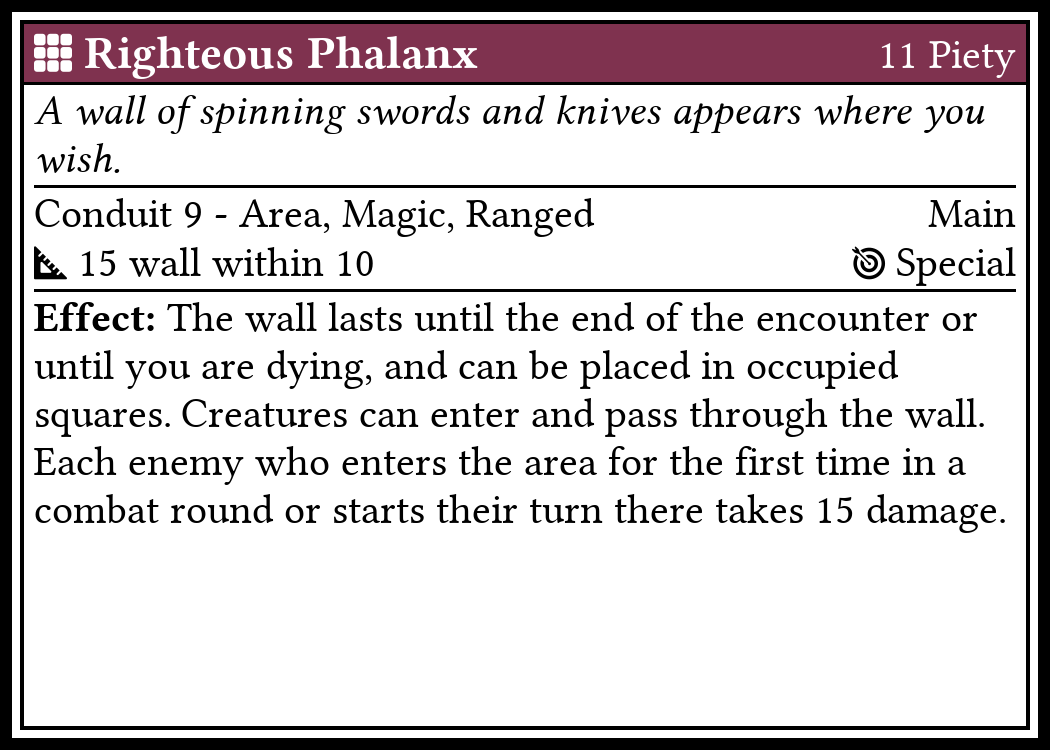 Righteous Phalanx 11 Piety
A wall of spinning swords and knives appears where you
wish.
Conduit 9 - Area, Magic, Ranged Main
15 wall within 10 Special
Effect: The wall lasts until the end of the encounter or
until you are dying, and can be placed in occupied
squares. Creatures can enter and pass through the wall.
Each enemy who enters the area for the first time in a
combat round or starts their turn there takes 15 damage.